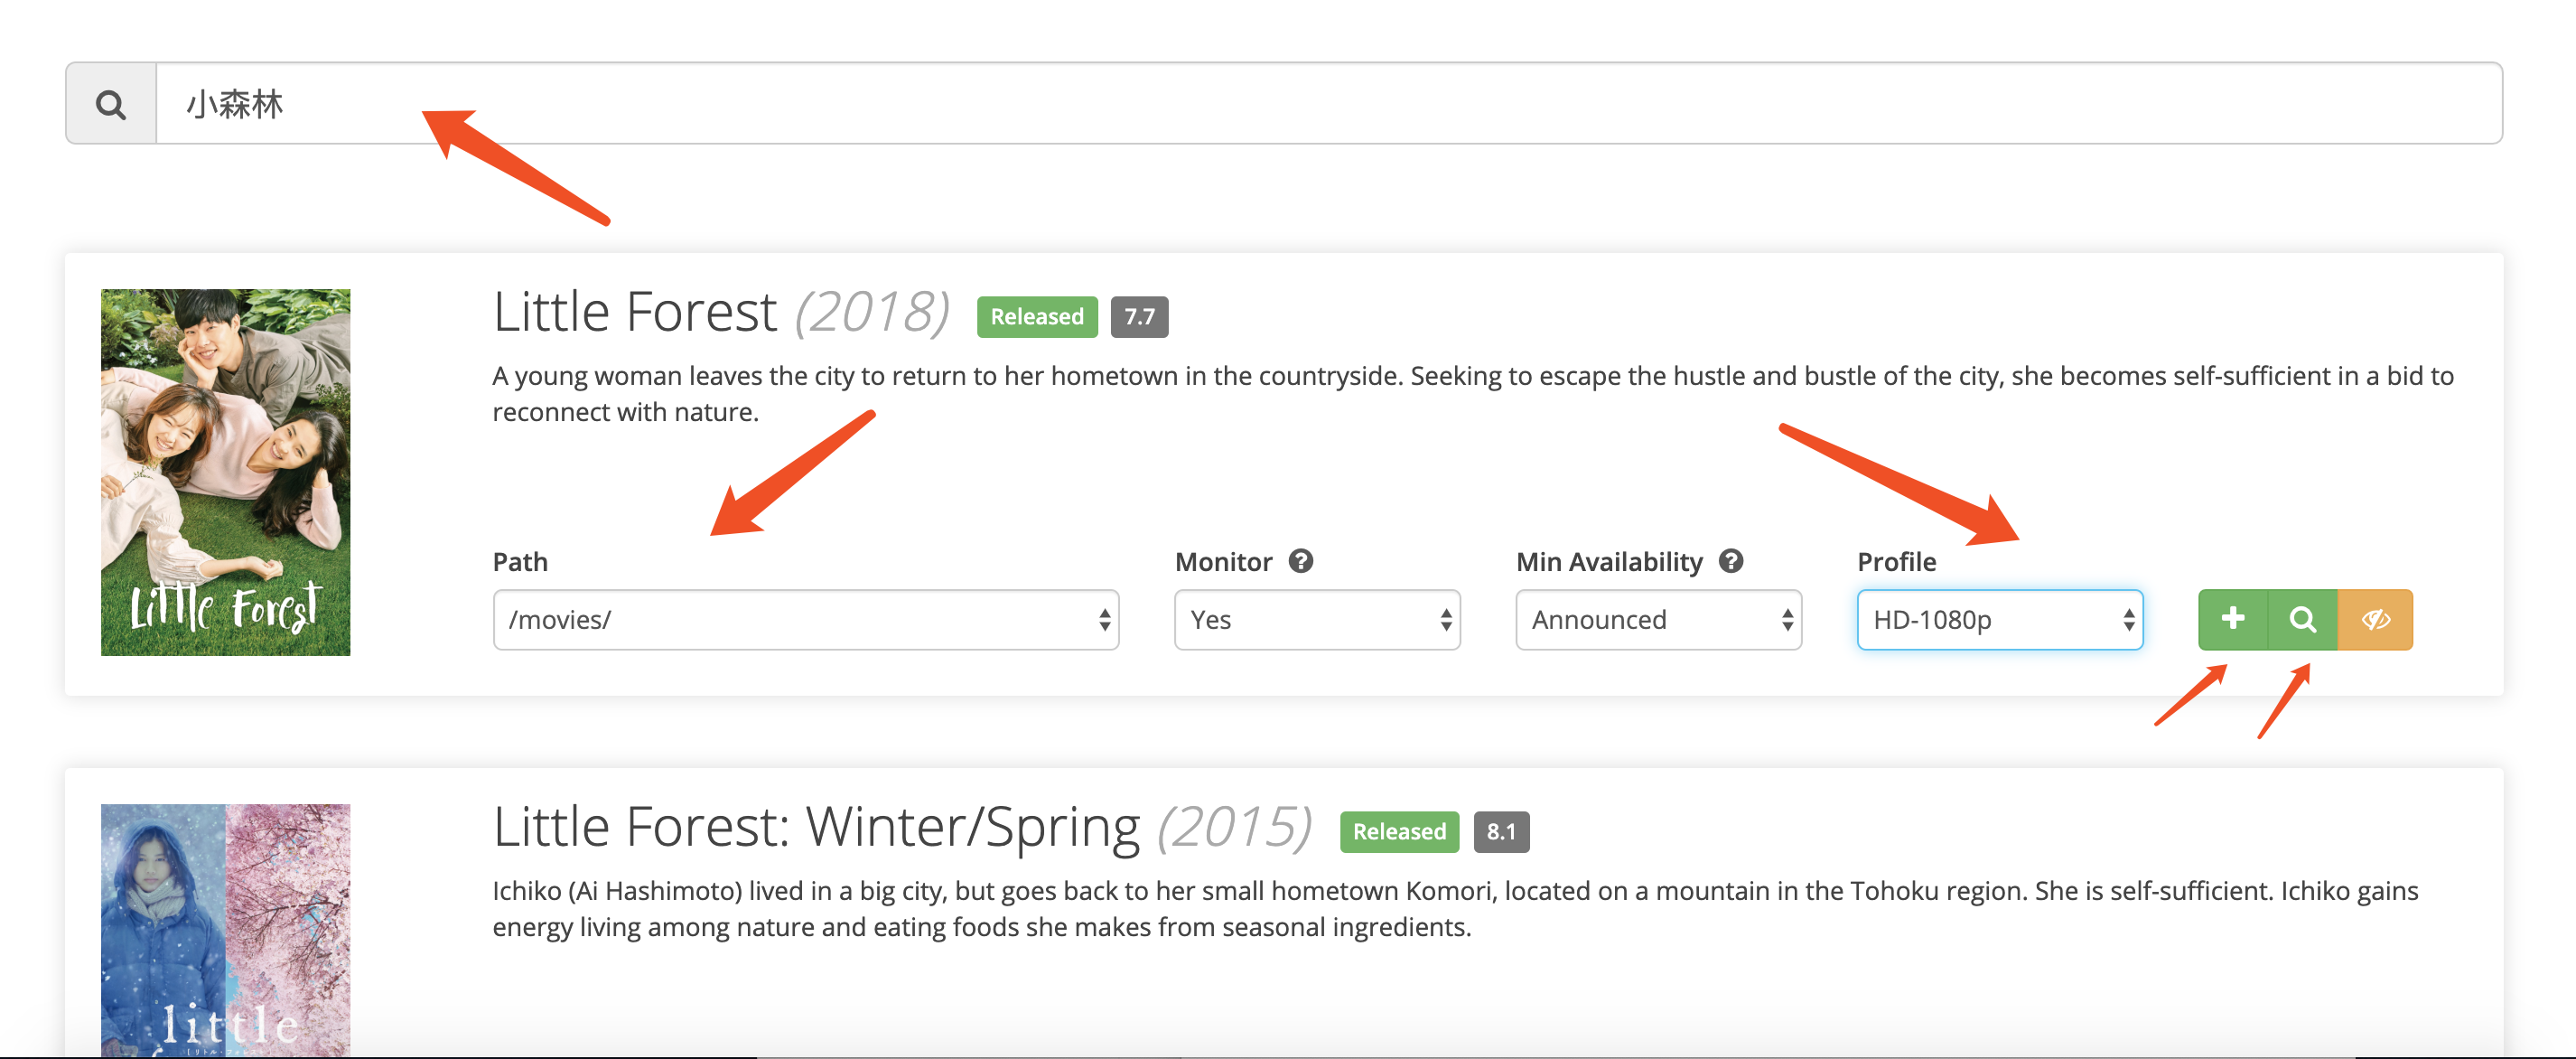 小森林
Little Forest (2018) Released 7.7
A young woman leaves the city to return to her hometown in the countryside. Seeking to escape the hustle and bustle of the city, she becomes self-sufficient in a bid to
reconnect with nature.
Little Forest
Path Monitor Min Availability Profile
/movies/ Yes Announced HD-1080p
Little Forest: Winter/Spring (2015) Released 8.1
Ichiko (Ai Hashimoto) lived in a big city, but goes back to her small hometown Komori, located on a mountain in the Tohoku region. She is self-sufficient. Ichiko gains
energy living among nature and eating foods she makes from seasonal ingredients.
little